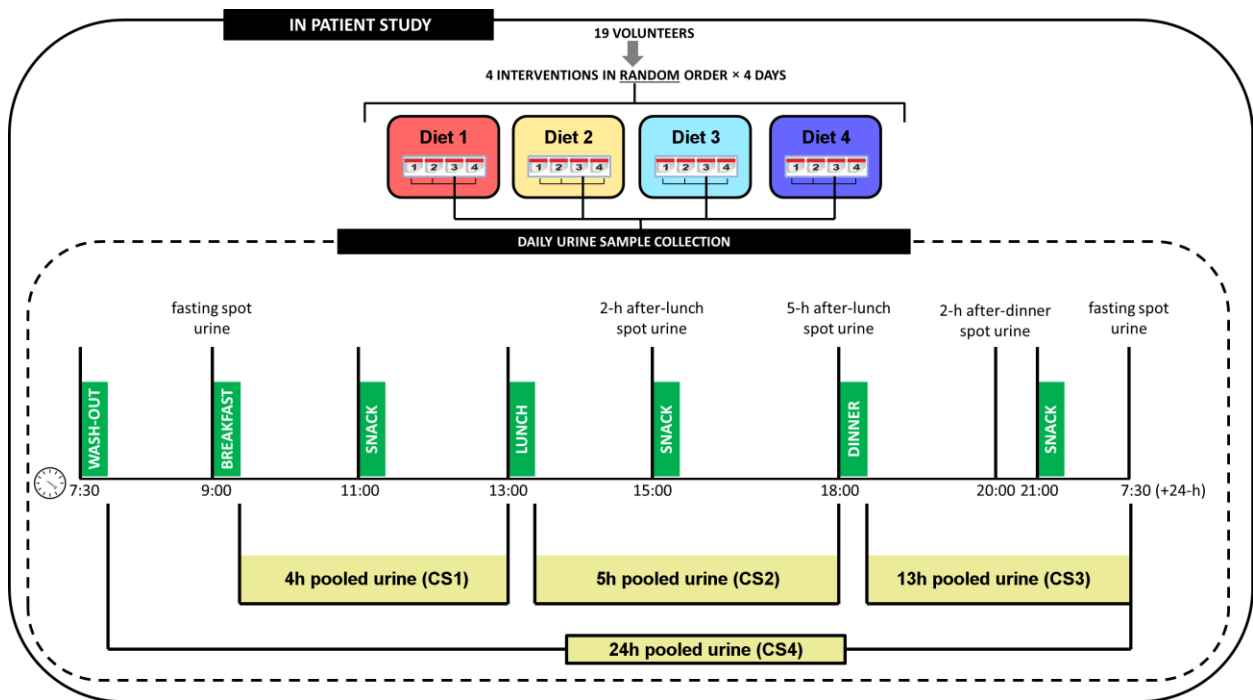 IN PATIENT STUDY
19 VOLUNTEERS
4 INTERVENTIONS IN RANDOM ORDER × 4 DAYS
Diet 1
1 2 3 4
Diet 2
1 2 3 4
Diet 3
1 2 3 4
Diet 4
1 2 3 4
DAILY URINE SAMPLE COLLECTION
fasting spot
urine
2-h after-lunch
spot urine
5-h after-lunch
spot urine
2-h after-dinner
spot urine
fasting spot
urine
WASH-OUT
BREAKFAST
SNACK
LUNCH
SNACK
DINNER
SNACK
7:30
9:00
11:00
13:00
15:00
18:00
20:00
21:00
7:30 (+24-h)
4h pooled urine (CS1)
5h pooled urine (CS2)
13h pooled urine (CS3)
24h pooled urine (CS4)